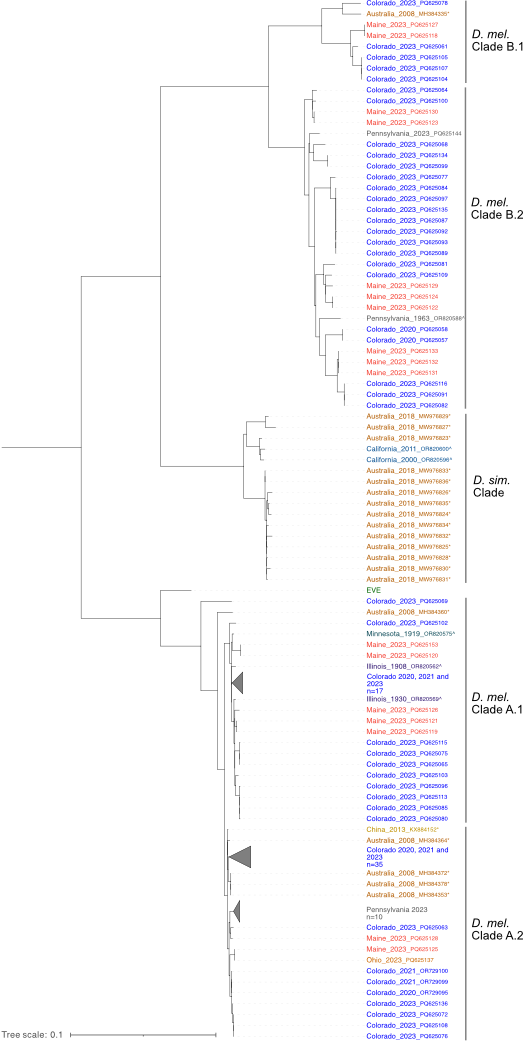 Colorado_2023_PQ625078
Australia_2008_MH384335*
Maine_2023_PQ625127
Maine_2023_PQ625118
Colorado_2023_PQ625061
Colorado_2023_PQ625105
Colorado_2023_PQ625107
Colorado_2023_PQ625104
D. mel.
Clade B.1
Colorado_2023_PQ625064
Colorado_2023_PQ625100
Maine_2023_PQ625130
Maine_2023_PQ625123
Pennsylvania_2023_PQ625144
Colorado_2023_PQ625068
Colorado_2023_PQ625134
Colorado_2023_PQ625099
Colorado_2023_PQ625077
Colorado_2023_PQ625084
Colorado_2023_PQ625097
Colorado_2023_PQ625135
Colorado_2023_PQ625087
Colorado_2023_PQ625092
Colorado_2023_PQ625093
Colorado_2023_PQ625089
Colorado_2023_PQ625081
Colorado_2023_PQ625109
Maine_2023_PQ625129
Maine_2023_PQ625124
Maine_2023_PQ625122
Pennsylvania_1963_OR820588^
Colorado_2020_PQ625058
Colorado_2020_PQ625057
Maine_2023_PQ625133
Maine_2023_PQ625132
Maine_2023_PQ625131
Colorado_2023_PQ625116
Colorado_2023_PQ625091
Colorado_2023_PQ625082
D. mel.
Clade B.2
Australia_2018_MW976829*
Australia_2018_MW976827*
Australia_2018_MW976823*
California_2011_OR820600^
California_2000_OR820596^
Australia_2018_MW976833*
Australia_2018_MW976836*
Australia_2018_MW976826*
Australia_2018_MW976835*
Australia_2018_MW976824*
Australia_2018_MW976834*
Australia_2018_MW976832*
Australia_2018_MW976825*
Australia_2018_MW976828*
Australia_2018_MW976830*
Australia_2018_MW976831*
D. sim.
Clade
EVE
Colorado_2023_PQ625069
Australia_2008_MH384360*
Colorado_2023_PQ625102
Minnesota_1919_OR820575^
Maine_2023_PQ625153
Maine_2023_PQ625120
Illinois_1908_OR820562^
Colorado 2020, 2021 and
2023
n=17
Illinois_1930_OR820569^
Maine_2023_PQ625126
Maine_2023_PQ625121
Maine_2023_PQ625119
Colorado_2023_PQ625115
Colorado_2023_PQ625075
Colorado_2023_PQ625065
Colorado_2023_PQ625103
Colorado_2023_PQ625096
Colorado_2023_PQ625113
Colorado_2023_PQ625085
Colorado_2023_PQ625080
D. mel.
Clade A.1
China_2013_KX884152*
Australia_2008_MH384364*
Colorado 2020, 2021 and
2023
n=35
Australia_2008_MH384372*
Australia_2008_MH384378*
Australia_2008_MH384353*
Pennsylvania 2023
n=10
Colorado_2023_PQ625063
Maine_2023_PQ625128
Maine_2023_PQ625125
Ohio_2023_PQ625137
Colorado_2021_OR729100
Colorado_2021_OR729099
Colorado_2020_OR729095
Colorado_2023_PQ625136
Colorado_2023_PQ625072
Colorado_2023_PQ625108
Colorado_2023_PQ625076
D. mel.
Clade A.2
Tree scale: 0.1